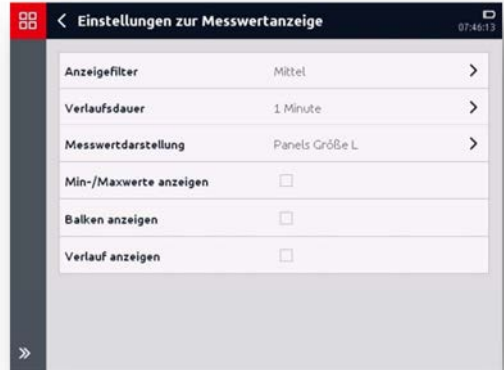 Einstellungen zur Messwertanzeige
07:46:13
Anzeigefilter Mittel
Verlaufsdauer 1 Minute
Messwertdarstellung Panels Größe L
Min-/Maxwerte anzeigen
Balken anzeigen
Verlauf anzeigen